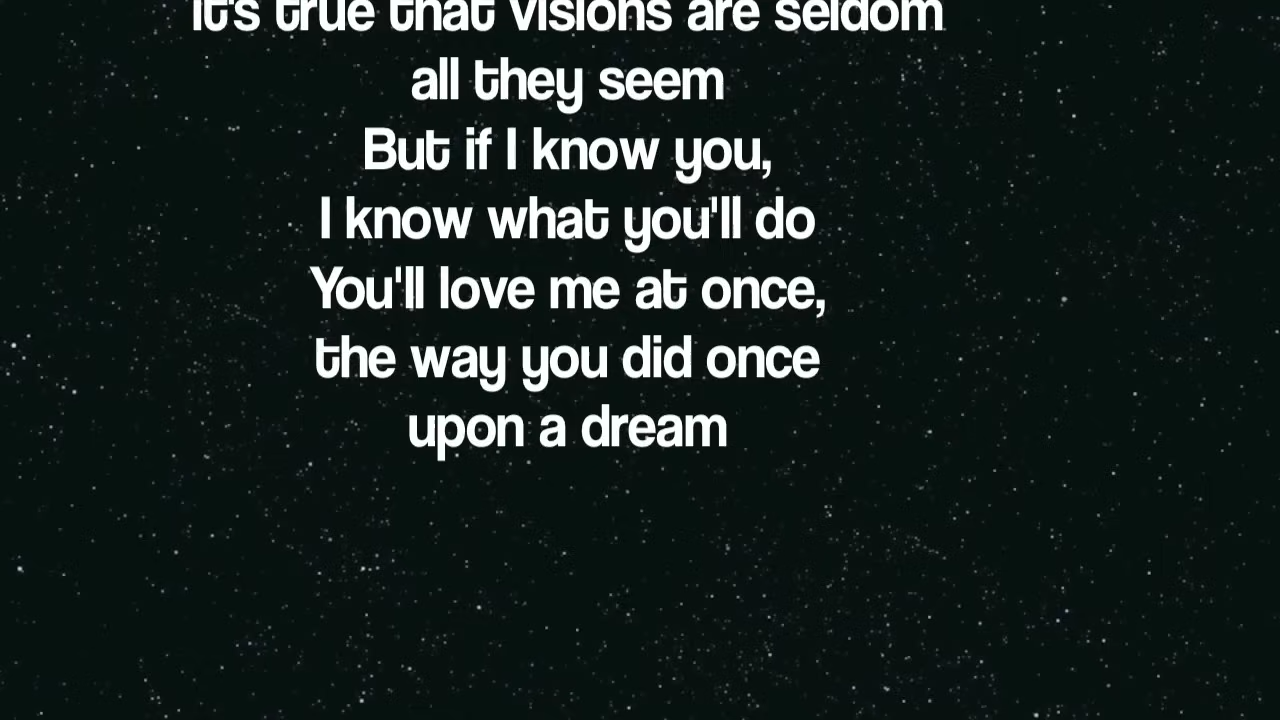 It's true that visions are seldom
all they seem
But if I know you,
I know what you'll do
You'll love me at once,
the way you did once
upon a dream